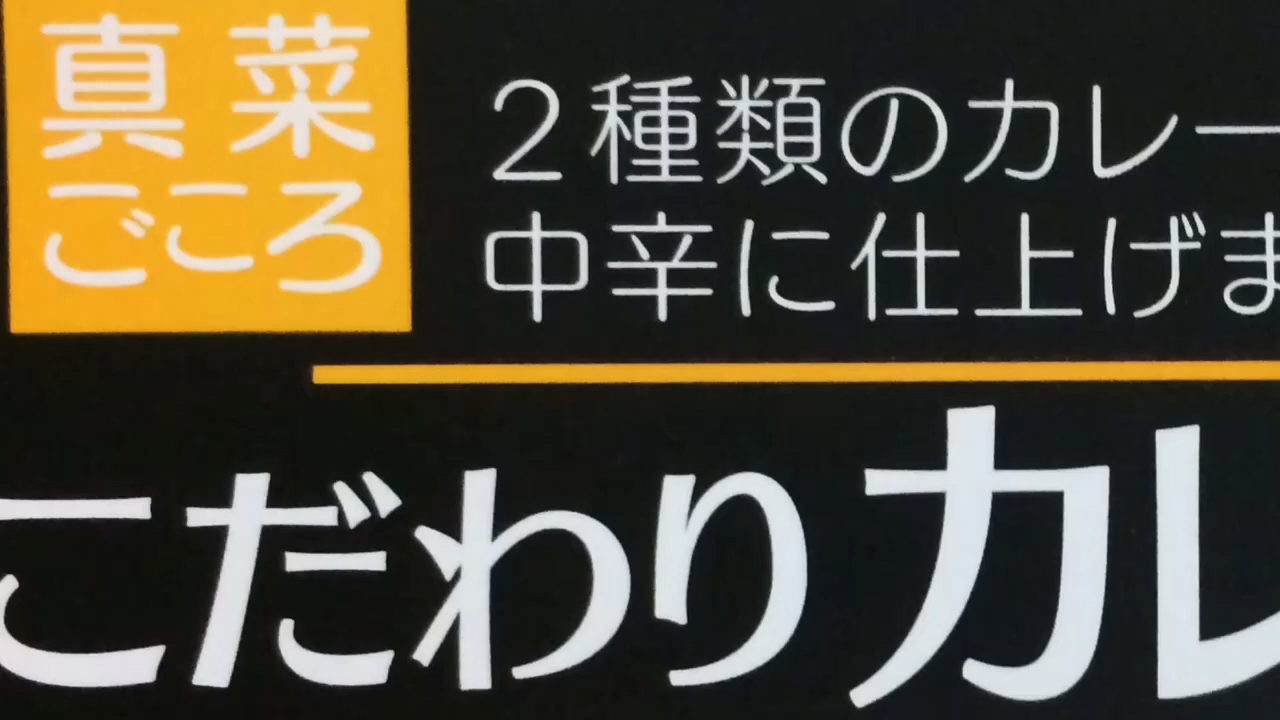 真菜
ごころ
2種類のカレー
中辛に仕上げま
こだわりカレ